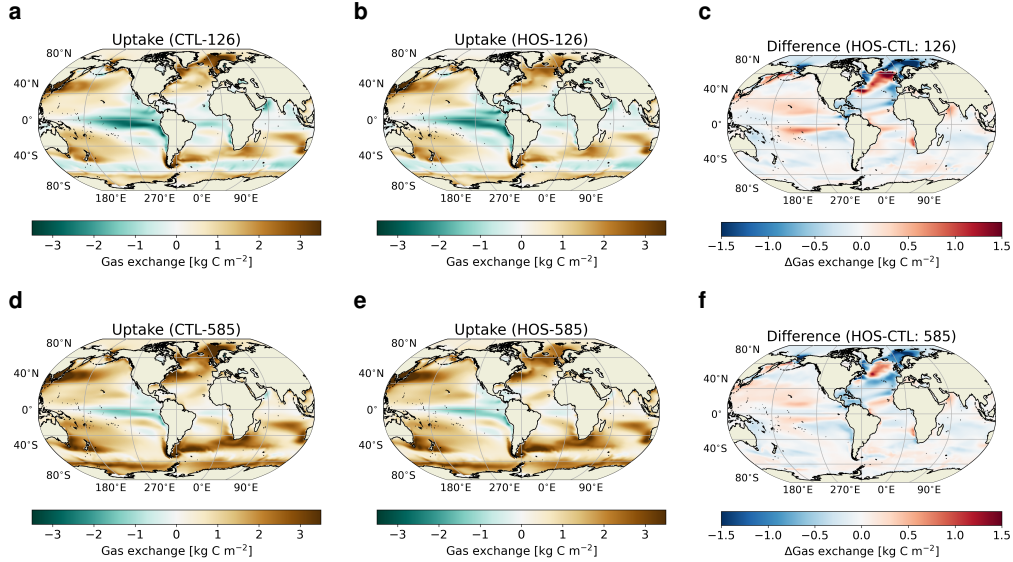 a
b
c
Uptake (CTL-126)
Uptake (HOS-126)
Difference (HOS-CTL: 126)
80°N
40°N
0°
40°S
80°S
180°E 270°E 0°E 90°E
80°N
40°N
0°
40°S
80°S
180°E 270°E 0°E 90°E
80°N
40°N
0°
40°S
80°S
180°E 270°E 0°E 90°E
−3 −2 −1 0 1 2 3
Gas exchange [kg C m⁻²]
−3 −2 −1 0 1 2 3
Gas exchange [kg C m⁻²]
−1.5 −1.0 −0.5 0.0 0.5 1.0 1.5
ΔGas exchange [kg C m⁻²]
d
e
f
Uptake (CTL-585)
Uptake (HOS-585)
Difference (HOS-CTL: 585)
80°N
40°N
0°
40°S
80°S
180°E 270°E 0°E 90°E
80°N
40°N
0°
40°S
80°S
180°E 270°E 0°E 90°E
80°N
40°N
0°
40°S
80°S
180°E 270°E 0°E 90°E
−3 −2 −1 0 1 2 3
Gas exchange [kg C m⁻²]
−3 −2 −1 0 1 2 3
Gas exchange [kg C m⁻²]
−1.5 −1.0 −0.5 0.0 0.5 1.0 1.5
ΔGas exchange [kg C m⁻²]